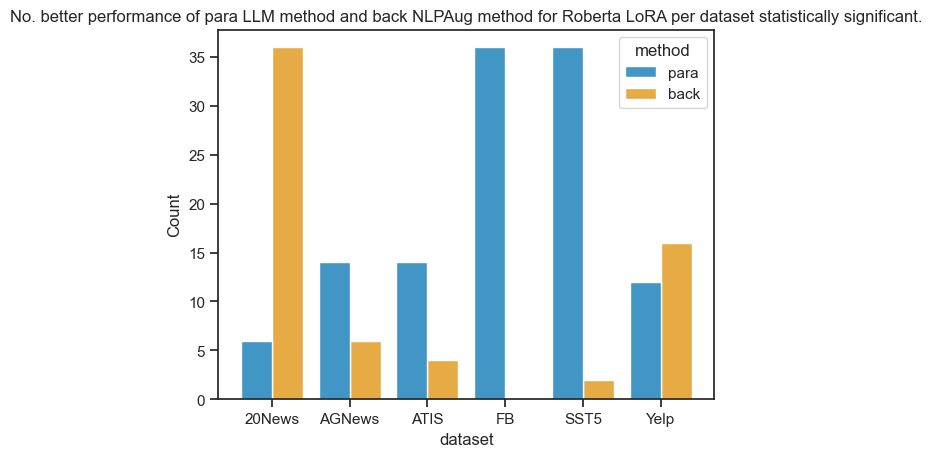 No. better performance of para LLM method and back NLPAug method for Roberta LoRA per dataset statistically significant.
method
para
back
35
30
25
20
15
10
5
0
Count
20News AGNews ATIS FB SST5 Yelp
dataset